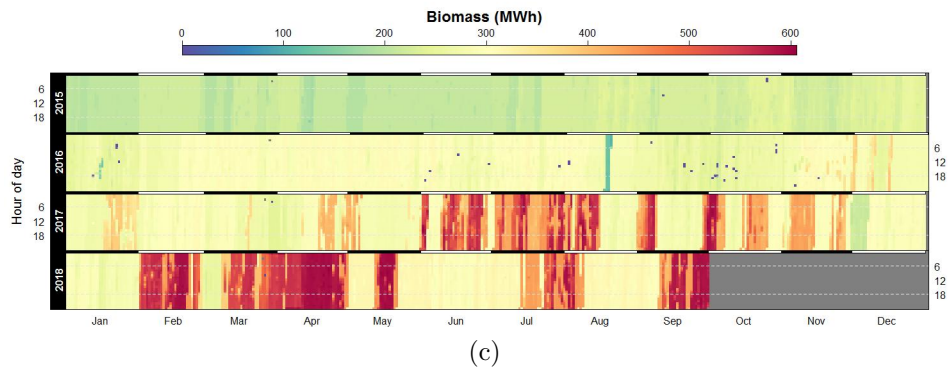 Biomass (MWh)
0 100 200 300 400 500 600
Hour of day
2015 6 12 18
2016 6 12 18
2017 6 12 18
2018 6 12 18
Jan Feb Mar Apr May Jun Jul Aug Sep Oct Nov Dec
(c)